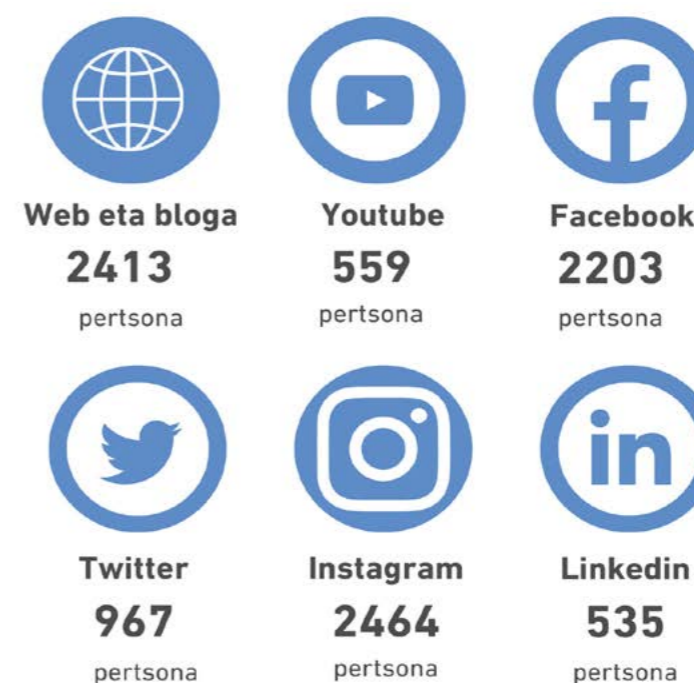 Web eta bloga
2413
pertsona
Youtube
559
pertsona
Facebook
2203
pertsona
Twitter
967
pertsona
Instagram
2464
pertsona
Linkedin
535
pertsona